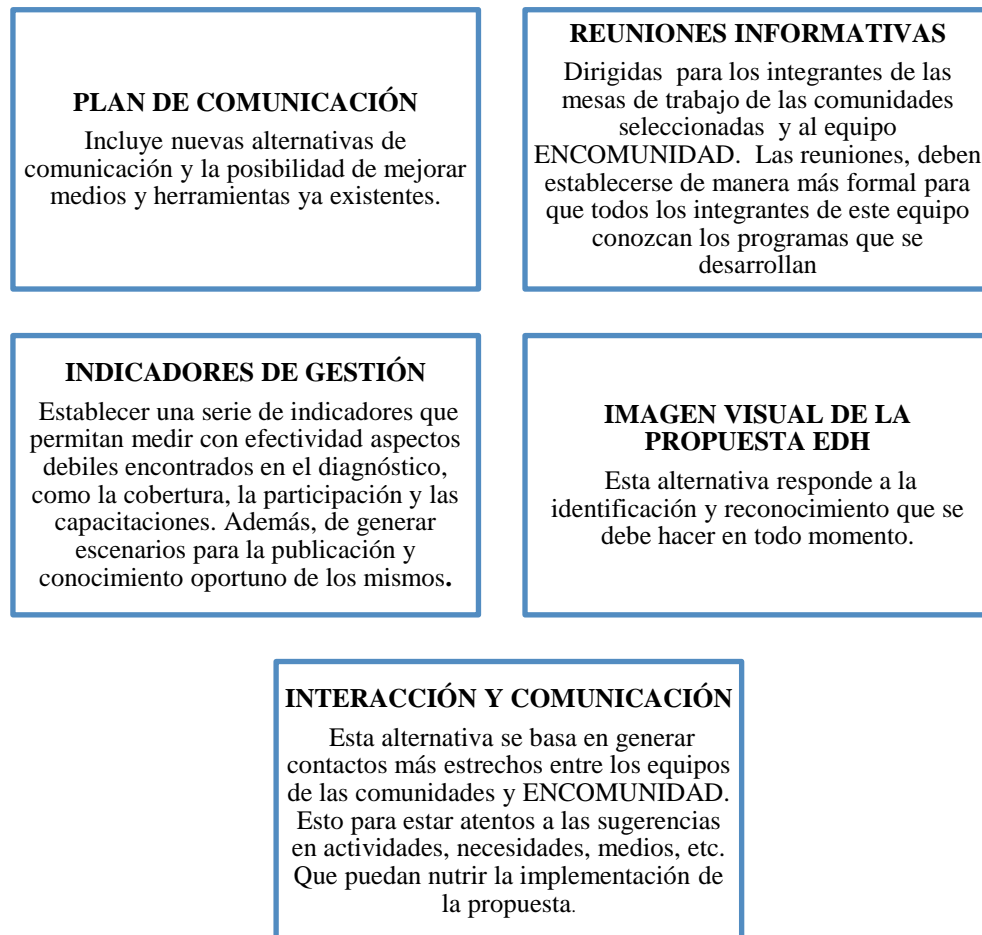 PLAN DE COMUNICACIÓN
Incluye nuevas alternativas de
comunicación y la posibilidad de mejorar
medios y herramientas ya existentes.
REUNIONES INFORMATIVAS
Dirigidas para los integrantes de las
mesas de trabajo de las comunidades
seleccionadas y al equipo
ENCOMUNIDAD. Las reuniones, deben
establecerse de manera más formal para
que todos los integrantes de este equipo
conozcan los programas que se
desarrollan
INDICADORES DE GESTIÓN
Establecer una serie de indicadores que
permitan medir con efectividad aspectos
debiles encontrados en el diagnóstico,
como la cobertura, la participación y las
capacitaciones. Además, de generar
escenarios para la publicación y
conocimiento oportuno de los mismos.
IMAGEN VISUAL DE LA
PROPUESTA EDH
Esta alternativa responde a la
identificación y reconocimiento que se
debe hacer en todo momento.
INTERACCIÓN Y COMUNICACIÓN
Esta alternativa se basa en generar
contactos más estrechos entre los equipos
de las comunidades y ENCOMUNIDAD.
Esto para estar atentos a las sugerencias
en actividades, necesidades, medios, etc.
Que puedan nutrir la implementación de
la propuesta.